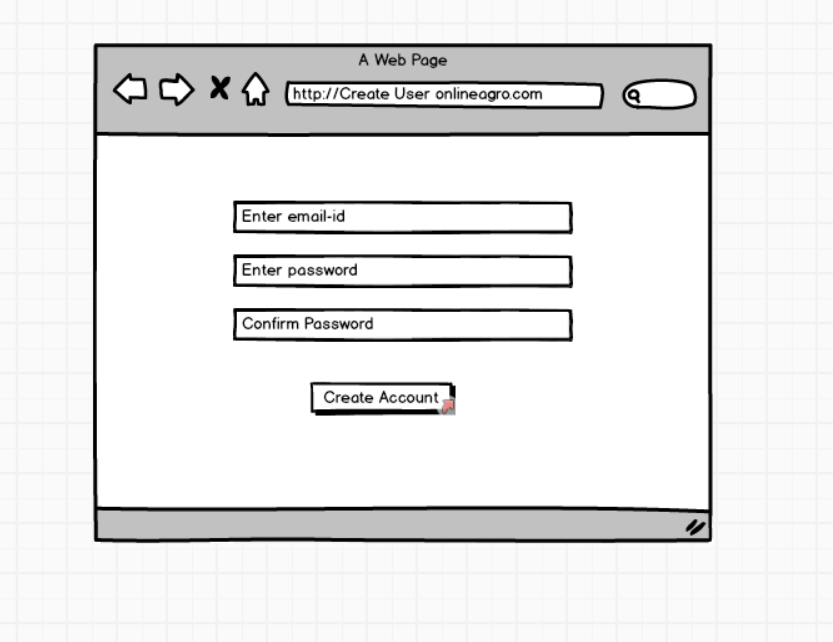 A Web Page
http://Create User onlineagro.com
Enter email-id
Enter password
Confirm Password
Create Account